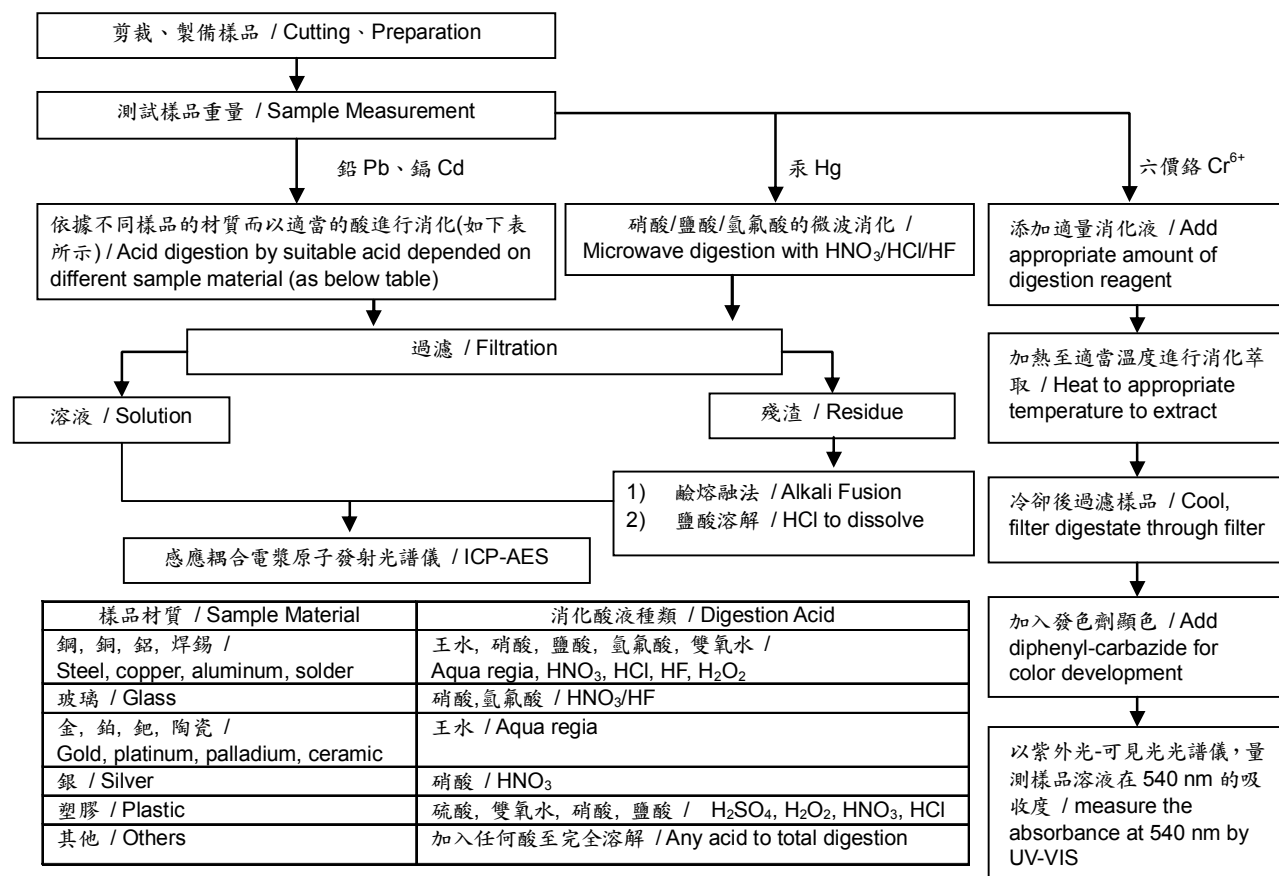 剪裁、製備樣品 / Cutting、Preparation
測試樣品重量 / Sample Measurement
鉛 Pb、鎘 Cd
汞 Hg
六價鉻 Cr⁶⁺
依據不同樣品的材質而以適當的酸進行消化(如下表
所示) / Acid digestion by suitable acid depended on
different sample material (as below table)
硝酸/鹽酸/氫氟酸的微波消化 /
Microwave digestion with HNO₃/HCl/HF
添加適量消化液 / Add
appropriate amount of
digestion reagent
過濾 / Filtration
加熱至適當溫度進行消化萃
取 / Heat to appropriate
temperature to extract
溶液 / Solution
殘渣 / Residue
1) 鹼熔融法 / Alkali Fusion
2) 鹽酸溶解 / HCl to dissolve
冷卻後過濾樣品 / Cool,
filter digestate through filter
感應耦合電漿原子發射光譜儀 / ICP-AES
加入發色劑顯色 / Add
diphenyl-carbazide for
color development
以紫外光-可見光光譜儀，量
測樣品溶液在 540 nm 的吸
收度 / measure the
absorbance at 540 nm by
UV-VIS
樣品材質 / Sample Material
消化酸液種類 / Digestion Acid
鋼, 銅, 鋁, 焊錫 /
Steel, copper, aluminum, solder
王水, 硝酸, 鹽酸, 氫氟酸, 雙氧水 /
Aqua regia, HNO₃, HCl, HF, H₂O₂
玻璃 / Glass
硝酸,氫氟酸 / HNO₃/HF
金, 鉑, 鈀, 陶瓷 /
Gold, platinum, palladium, ceramic
王水 / Aqua regia
銀 / Silver
硝酸 / HNO₃
塑膠 / Plastic
硫酸, 雙氧水, 硝酸, 鹽酸 / H₂SO₄, H₂O₂, HNO₃, HCl
其他 / Others
加入任何酸至完全溶解 / Any acid to total digestion